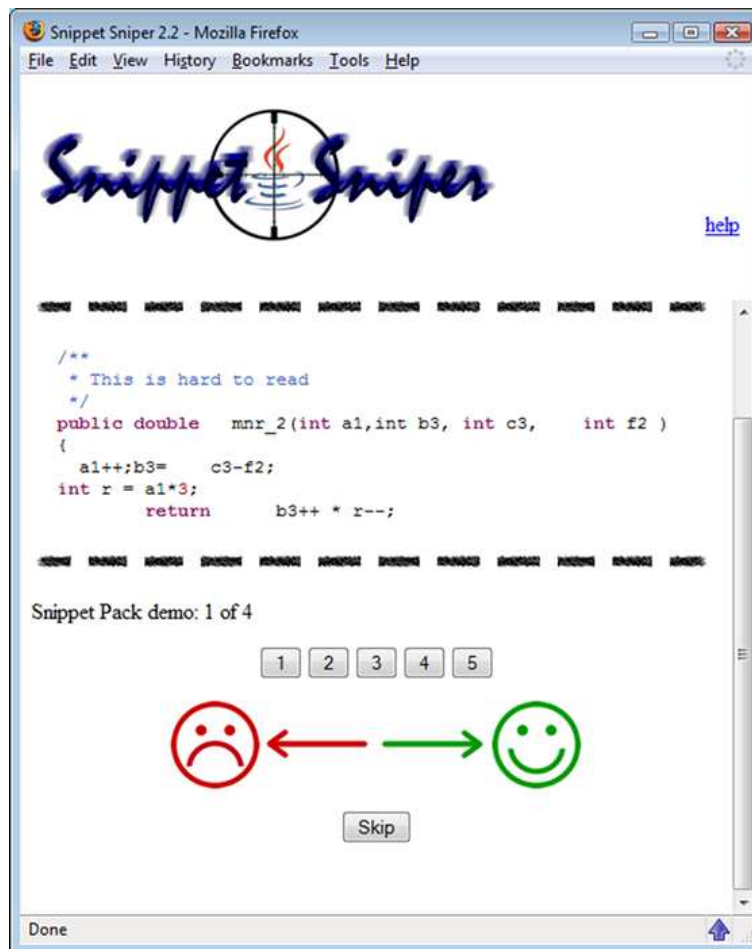 Snippet Sniper 2.2 - Mozilla Firefox
File Edit View History Bookmarks Tools Help
Snippet Sniper
help
/**
* This is hard to read
*/
public double   mnr_2(int a1,int b3, int c3,    int f2 )
{
  a1++;b3=    c3-f2;
int r = a1*3;
        return      b3++ * r--;
Snippet Pack demo: 1 of 4
1 2 3 4 5
Skip
Done